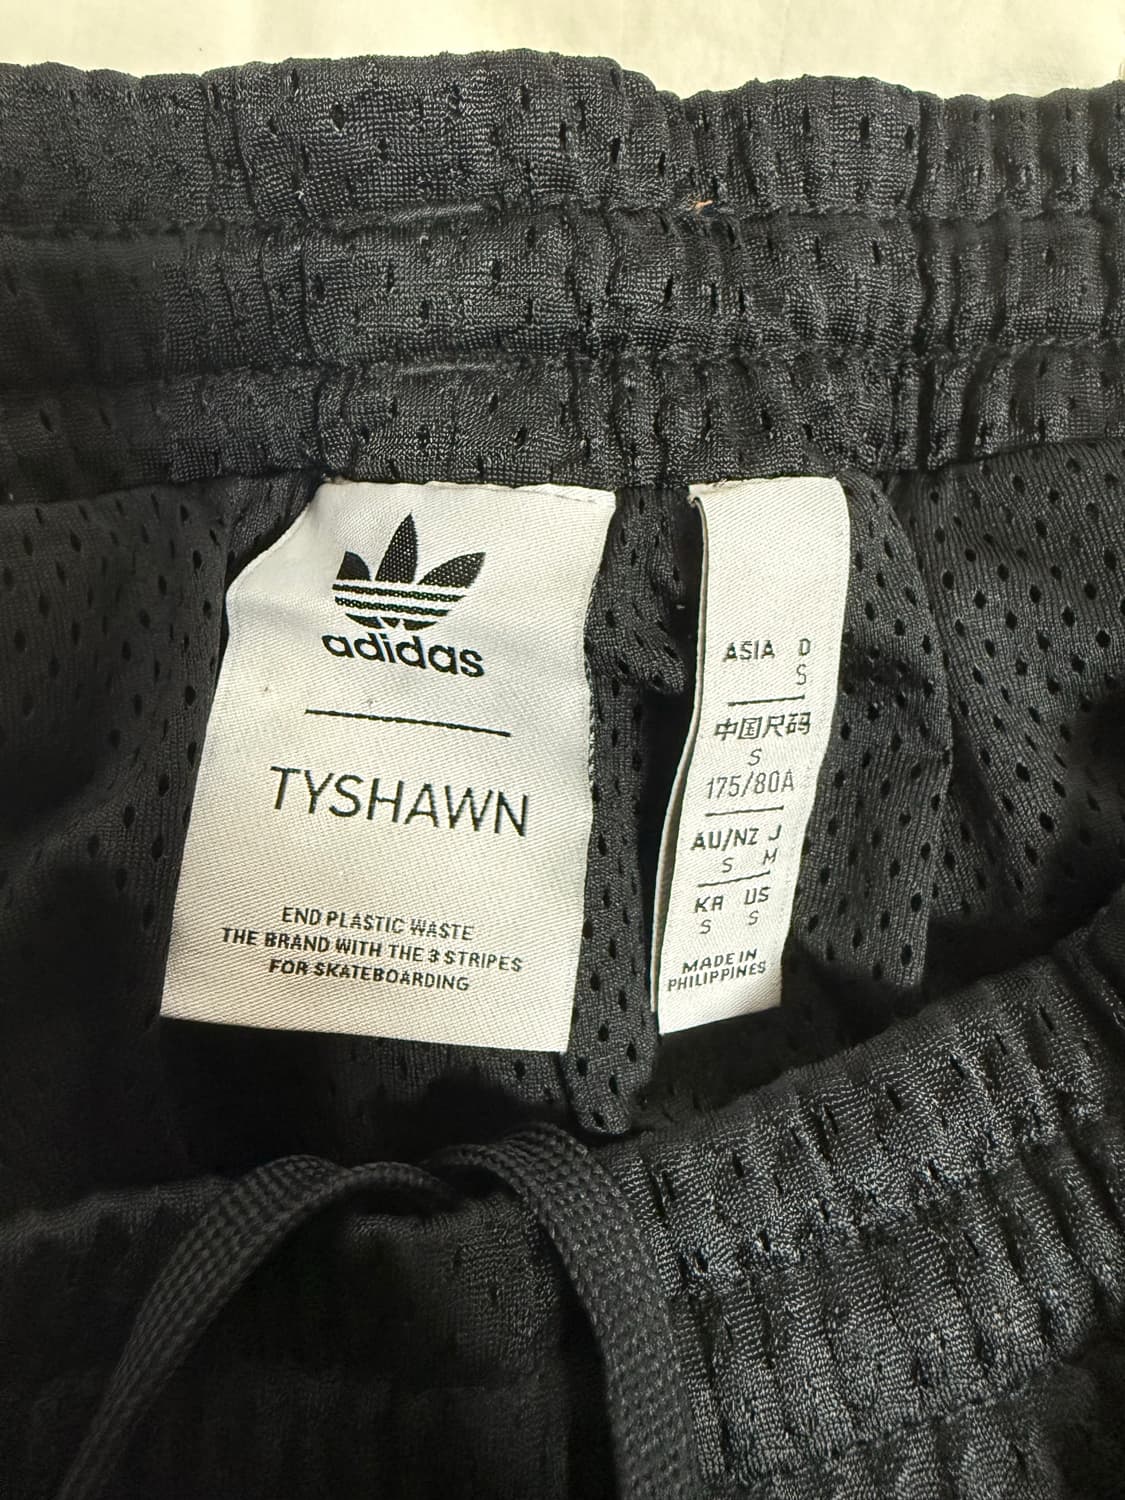 adidas
TYSHAWN
END PLASTIC WASTE
THE BRAND WITH THE 3 STRIPES
FOR SKATEBOARDING
ASIA D
S
中国尺码
S
175/80A
AU/NZ J
S M
KR US
S S
MADE IN
PHILIPPINES